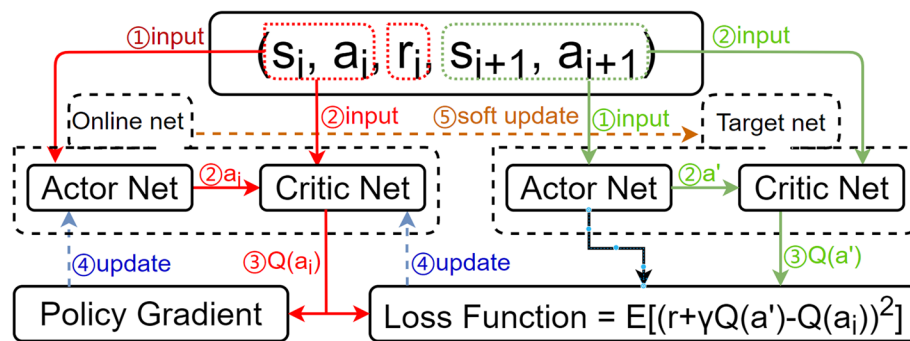 ①input
(sᵢ, aᵢ, rᵢ, sᵢ₊₁, aᵢ₊₁)
②input
Online net
②input
⑤soft update
①input
Target net
Actor Net
②aᵢ
Critic Net
Actor Net
②a'
Critic Net
④update
③Q(aᵢ)
④update
③Q(a')
Policy Gradient
Loss Function = E[(r+γQ(a')-Q(aᵢ))²]